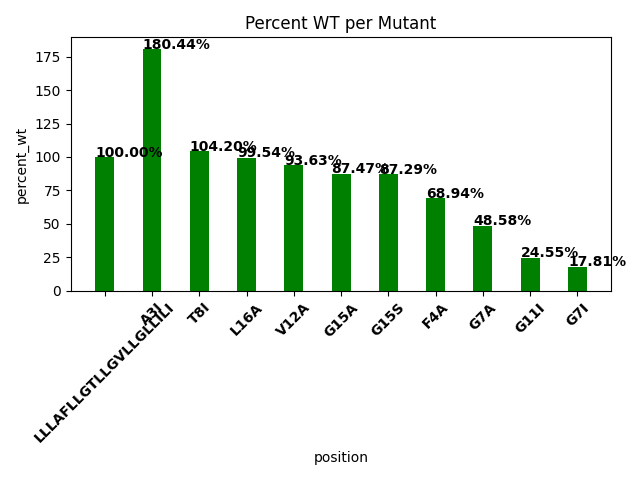 Percent WT per Mutant
percent_wt
175
150
125
100
75
50
25
0
100.00%
180.44%
104.20%
99.54%
93.63%
87.47%
87.29%
68.94%
48.58%
24.55%
17.81%
LLLAFLLGTLLGVLLGLLILI
A3I
T8I
L16A
V12A
G15A
G15S
F4A
G7A
G11I
G7I
position